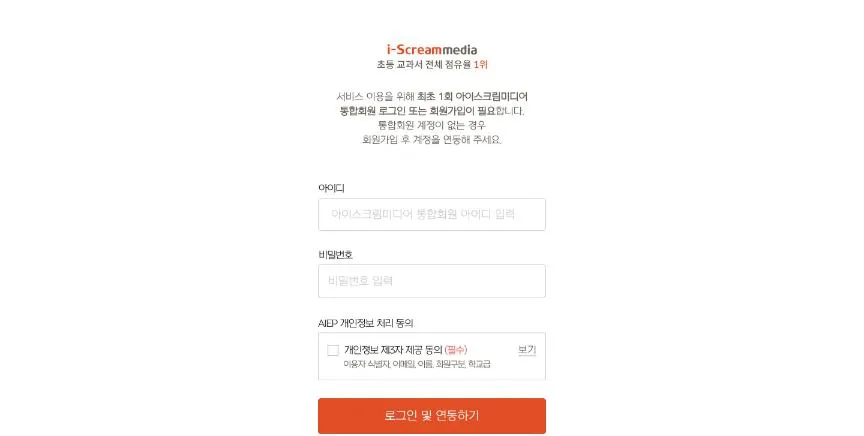 i-Screammedia
초등 교과서 전체 점유율 1위
서비스 이용을 위해 최초 1회 아이스크림미디어
통합회원 로그인 또는 회원가입이 필요합니다.
통합회원 계정이 없는 경우
회원가입 후 계정을 연동해 주세요.
아이디
아이스크림미디어 통합회원 아이디 입력
비밀번호
비밀번호 입력
AIEP 개인정보 처리 동의
개인정보 제3자 제공 동의 (필수) 보기
이용자 식별자, 이메일, 이름, 회원구분, 학교급
로그인 및 연동하기